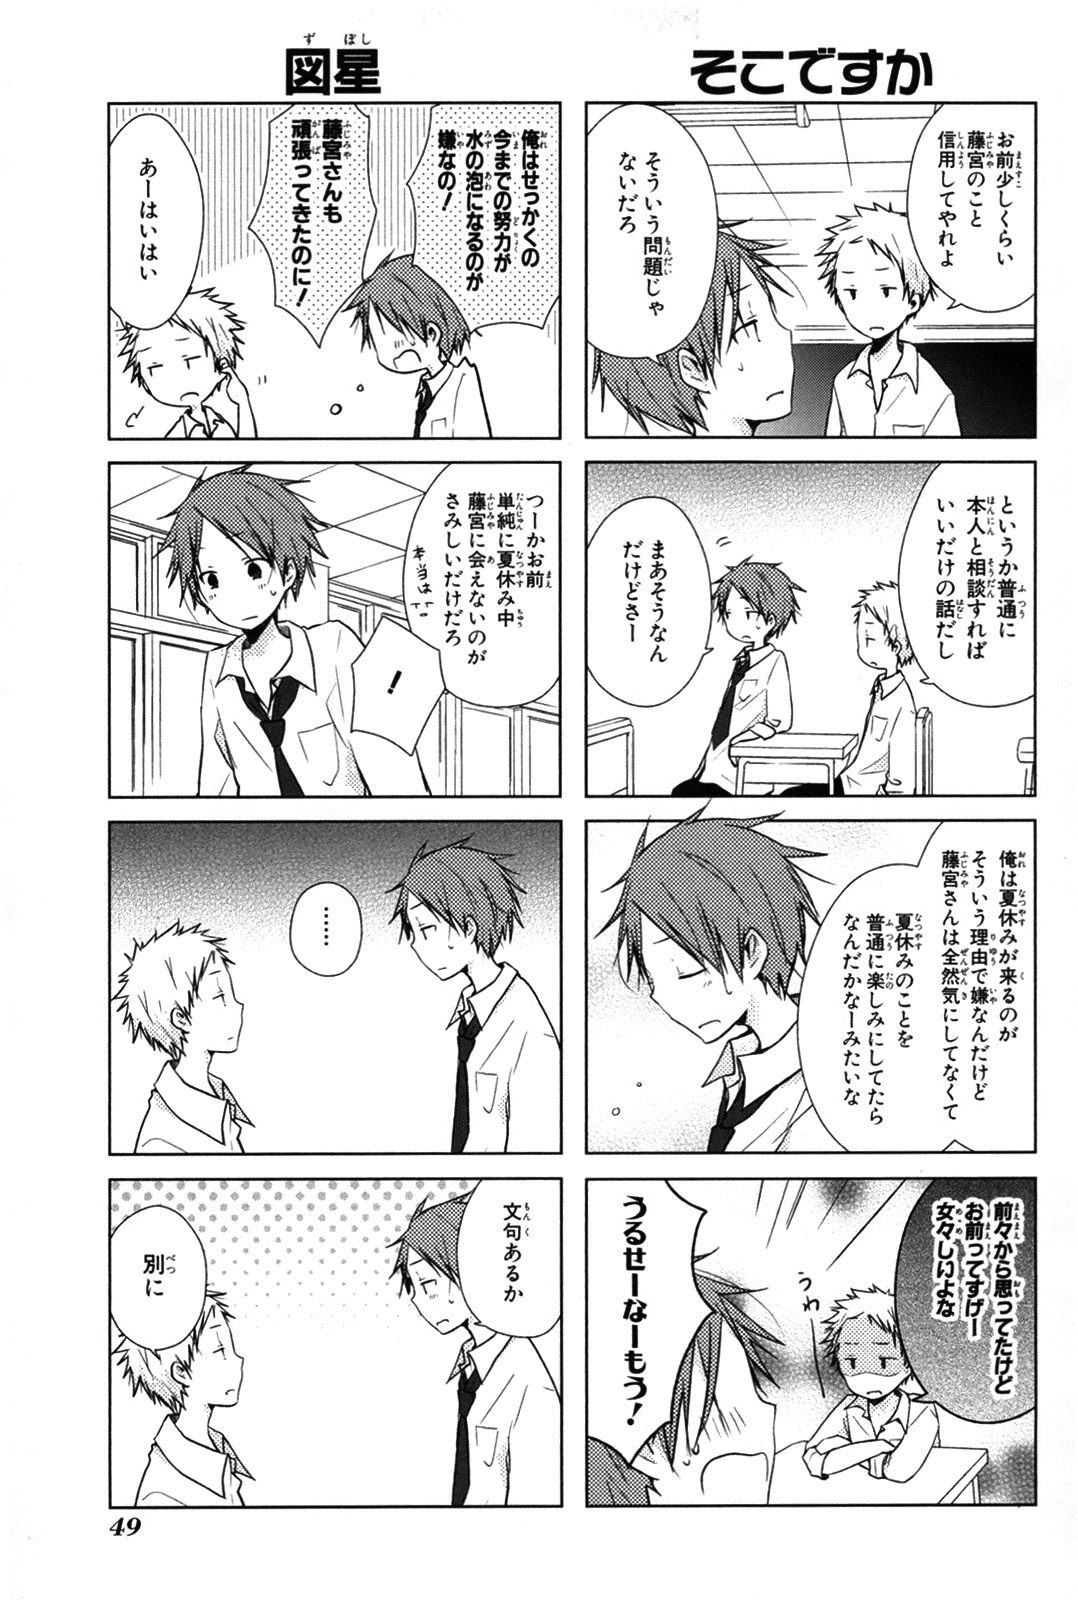 そこですか
お前少しくらい
藤宮のこと
信用してやれよ
そういう問題じゃ
ないだろ
というか普通に
本人と相談すれば
いいだけの話だし
まあそうなん
だけどさー
俺は夏休みが来るのが
そういう理由で嫌なんだけど
藤宮さんは全然気にしてなくて
夏休みのことを
普通に楽しみにしてたら
なんだかなーみたいな
前々から思ってたけど
お前ってすげー
女々しいよな
うわ
うるせーなーもう!
図星
俺はせっかくの
今までの努力が
水の泡になるのが
嫌なの!
藤宮さんも
頑張ってきたのに!
あーはいはい
つーかお前
単純に夏休み中
藤宮に会えないのが
さみしいだけだろ
本当は…
!
……
文句あるか
別に
49